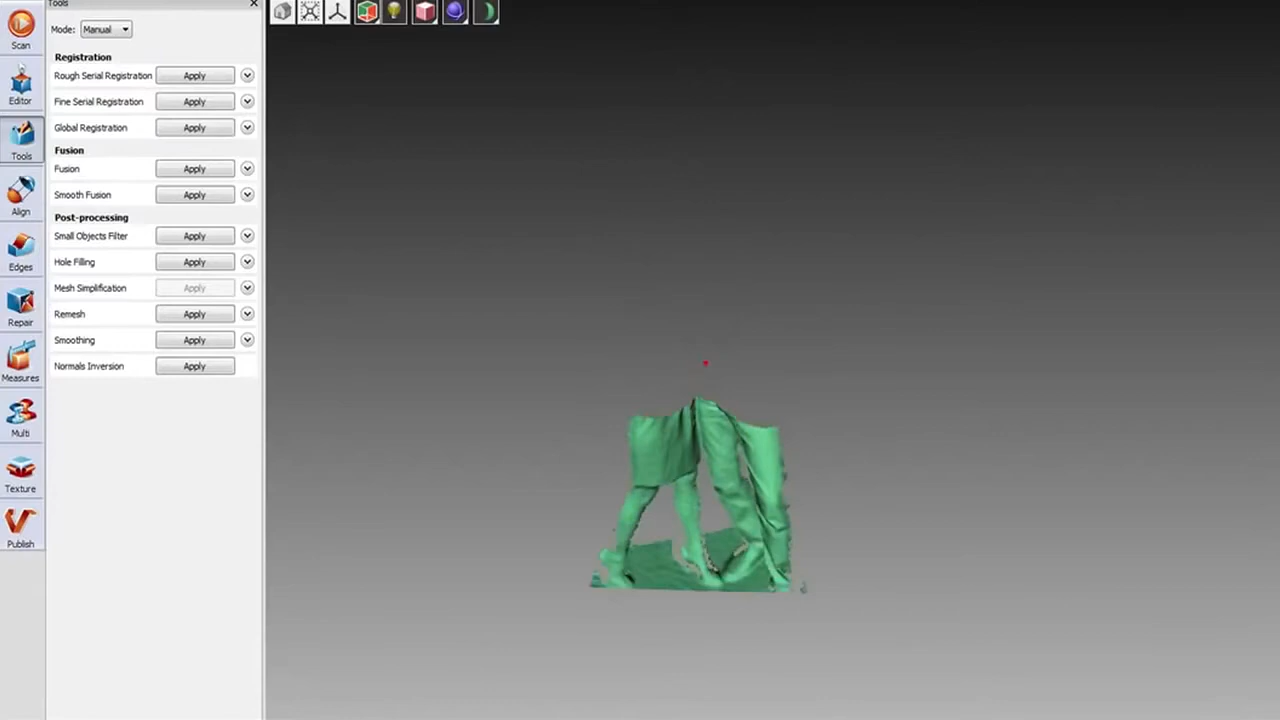 Tools
Mode: Manual
Registration
Rough Serial Registration Apply
Fine Serial Registration Apply
Global Registration Apply
Fusion
Fusion Apply
Smooth Fusion Apply
Post-processing
Small Objects Filter Apply
Hole Filling Apply
Mesh Simplification Apply
Remesh Apply
Smoothing Apply
Normals Inversion Apply
Scan
Editor
Tools
Align
Edges
Repair
Measures
Multi
Texture
Publish